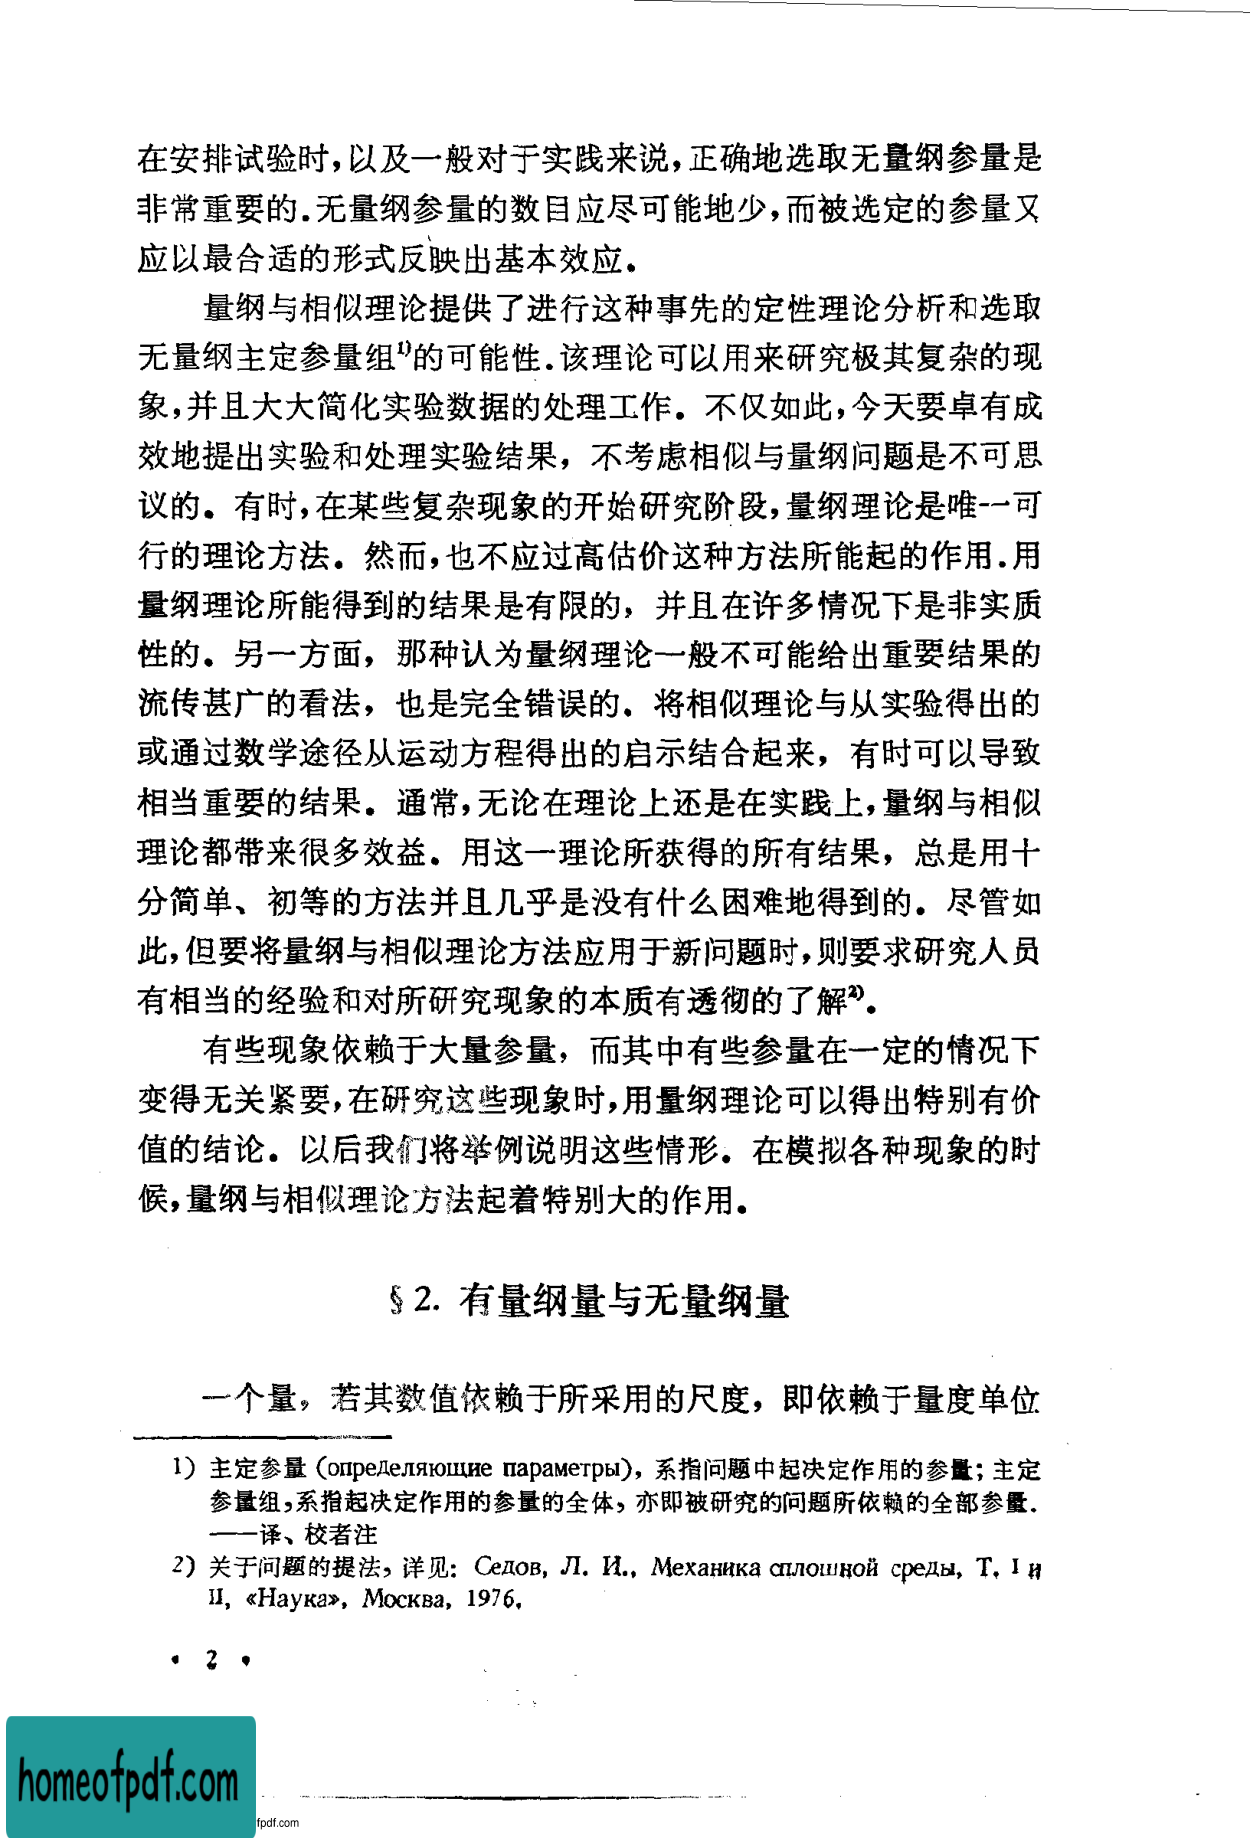 在安排试验时,以及一般对于实践来说,正确地选取无量纲参量是
非常重要的.无量纲参量的数目应尽可能地少,而被选定的参量又
应以最合适的形式反映出基本效应。
量纲与相似理论提供了进行这种事先的定性理论分析和选取
无量纲主定参量组¹⁾的可能性.该理论可以用来研究极其复杂的现
象,并且大大简化实验数据的处理工作。不仅如此,今天要卓有成
效地提出实验和处理实验结果，不考虑相似与量纲问题是不可思
议的。有时,在某些复杂现象的开始研究阶段,量纲理论是唯一可
行的理论方法。然而,也不应过高估价这种方法所能起的作用.用
量纲理论所能得到的结果是有限的，并且在许多情况下是非实质
性的。另一方面，那种认为量纲理论一般不可能给出重要结果的
流传甚广的看法，也是完全错误的。将相似理论与从实验得出的
或通过数学途径从运动方程得出的启示结合起来，有时可以导致
相当重要的结果。通常,无论在理论上还是在实践上,量纲与相似
理论都带来很多效益。用这一理论所获得的所有结果，总是用十
分简单、初等的方法并且几乎是没有什么困难地得到的。尽管如
此,但要将量纲与相似理论方法应用于新问题时,则要求研究人员
有相当的经验和对所研究现象的本质有透彻的了解²⁾。
有些现象依赖于大量参量，而其中有些参量在一定的情况下
变得无关紧要,在研究这些现象时,用量纲理论可以得出特别有价
值的结论。以后我们将举例说明这些情形。在模拟各种现象的时
候,量纲与相似理论方法起着特别大的作用。
§2. 有量纲量与无量纲量
一个量，若其数值依赖于所采用的尺度，即依赖于量度单位
1) 主定参量 (определяющие параметры)，系指问题中起决定作用的参量；主定
参量组,系指起决定作用的参量的全体，亦即被研究的问题所依赖的全部参量.
——译、校者注
2) 关于问题的提法，详见: Седов, Л. И., Механика сплошной среды, Т. I и
II, «Наука», Москва, 1976.
• 2 •
homeofpdf.com
fpdf.com